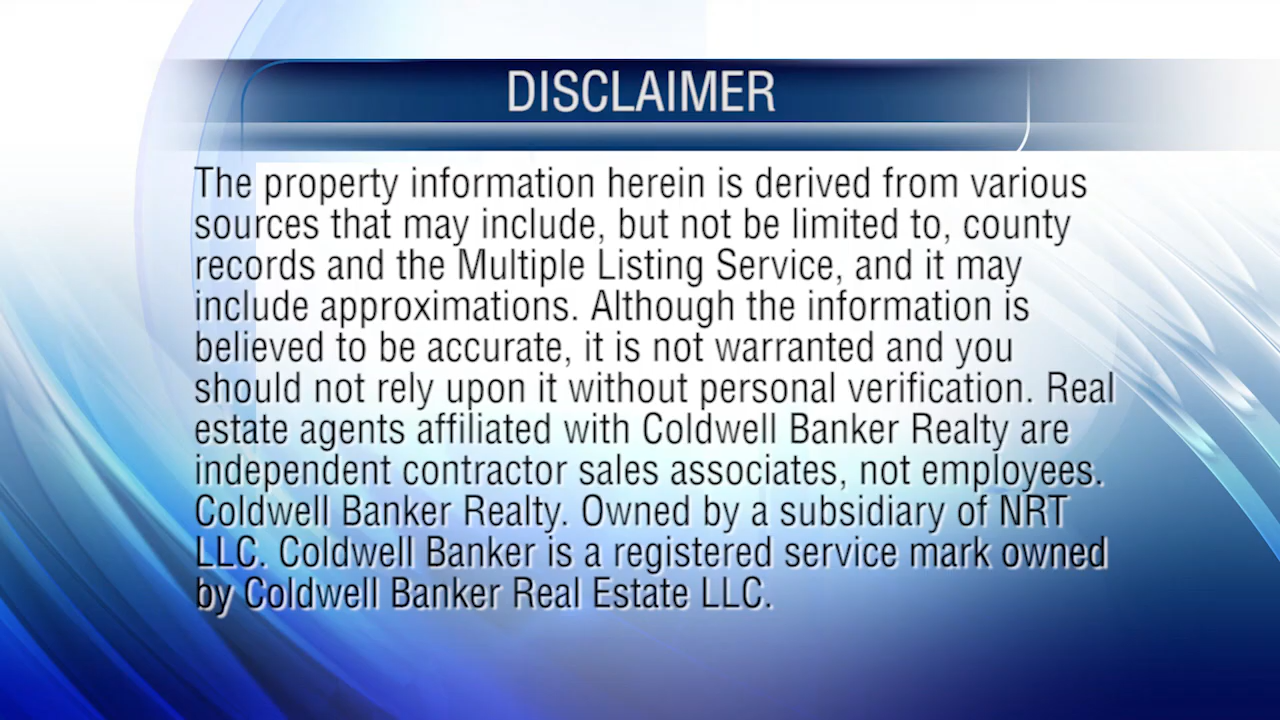 DISCLAIMER
The property information herein is derived from various
sources that may include, but not be limited to, county
records and the Multiple Listing Service, and it may
include approximations. Although the information is
believed to be accurate, it is not warranted and you
should not rely upon it without personal verification. Real
estate agents affiliated with Coldwell Banker Realty are
independent contractor sales associates, not employees.
Coldwell Banker Realty. Owned by a subsidiary of NRT
LLC. Coldwell Banker is a registered service mark owned
by Coldwell Banker Real Estate LLC.